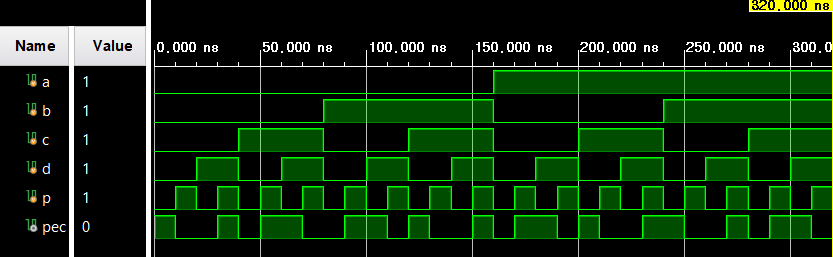 320.000 ns
Name Value
0.000 ns 50.000 ns 100.000 ns 150.000 ns 200.000 ns 250.000 ns 300.0
a 1
b 1
c 1
d 1
p 1
pec 0